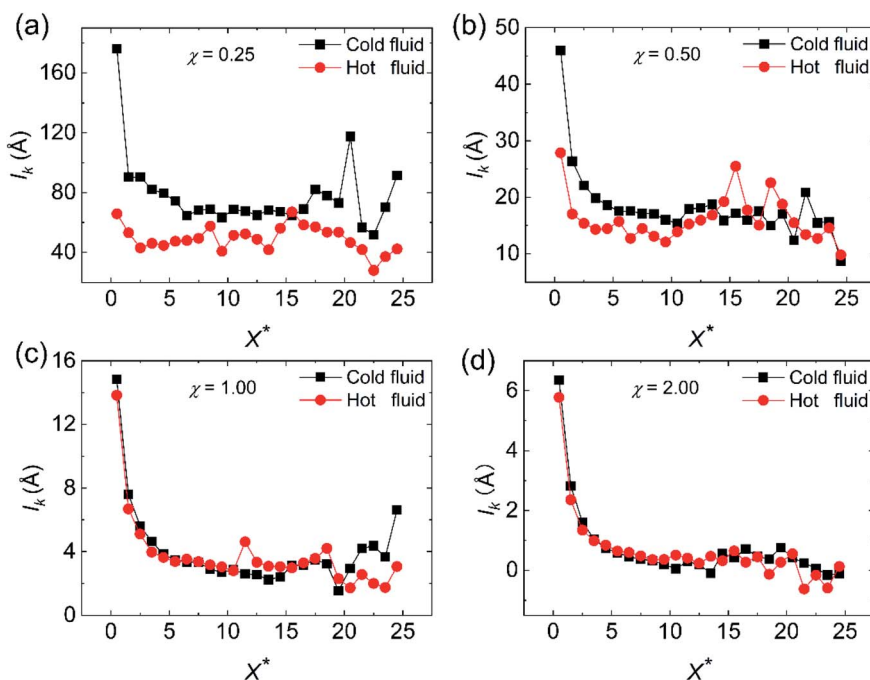 (a)
χ = 0.25
Cold fluid
Hot fluid
160
120
80
40
l_k (Å)
0 5 10 15 20 25
X*
(b)
χ = 0.50
Cold fluid
Hot fluid
50
40
30
20
10
l_k (Å)
0 5 10 15 20 25
X*
(c)
χ = 1.00
Cold fluid
Hot fluid
16
12
8
4
0
l_k (Å)
0 5 10 15 20 25
X*
(d)
χ = 2.00
Cold fluid
Hot fluid
6
4
2
0
l_k (Å)
0 5 10 15 20 25
X*